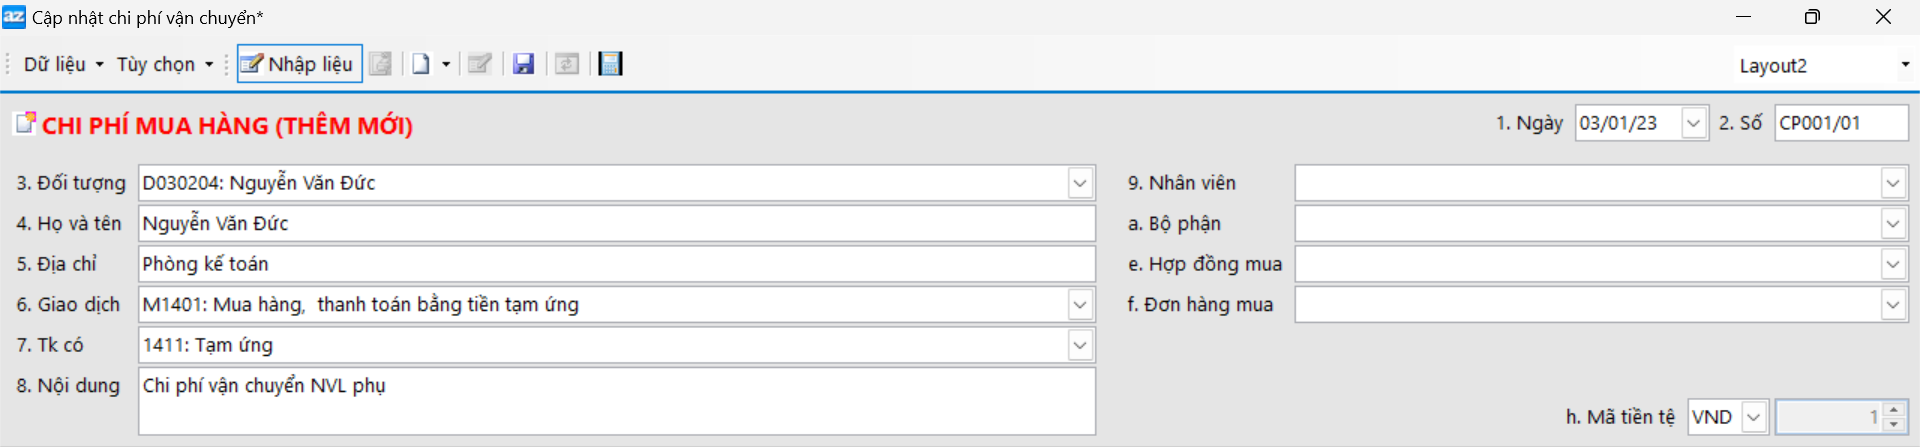 az Cập nhật chi phí vận chuyển*
Dữ liệu Tùy chọn Nhập liệu Layout2
CHI PHÍ MUA HÀNG (THÊM MỚI) 1. Ngày 03/01/23 2. Số CP001/01
3. Đối tượng D030204: Nguyễn Văn Đức 9. Nhân viên
4. Họ và tên Nguyễn Văn Đức a. Bộ phận
5. Địa chỉ Phòng kế toán e. Hợp đồng mua
6. Giao dịch M1401: Mua hàng,  thanh toán bằng tiền tạm ứng f. Đơn hàng mua
7. Tk có 1411: Tạm ứng
8. Nội dung Chi phí vận chuyển NVL phụ
h. Mã tiền tệ VND 1